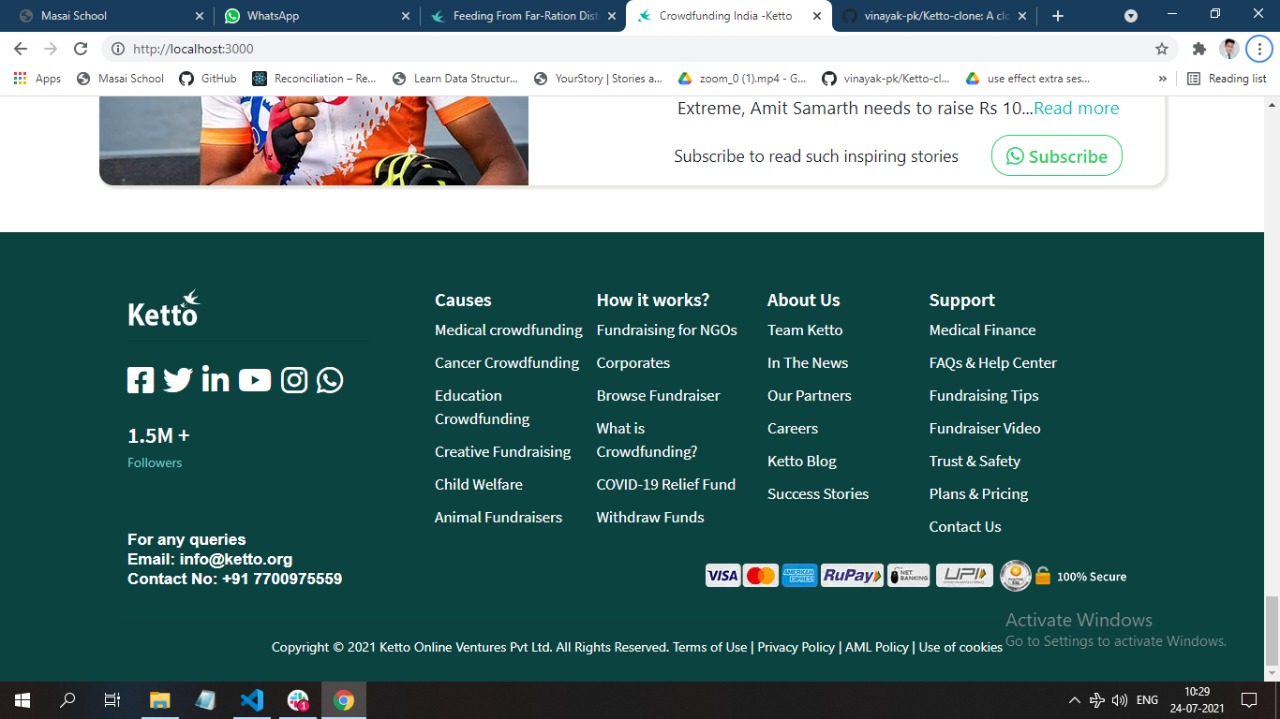 Masai School
WhatsApp
Feeding From Far-Ration Dist
Crowdfunding India -Ketto
vinayak-pk/Ketto-clone: A clo
http://localhost:3000
Apps
Masai School
GitHub
Reconciliation – Re...
Learn Data Structur...
YourStory | Stories a...
zoom_0 (1).mp4 - G...
vinayak-pk/Ketto-cl...
use effect extra ses...
»
Reading list
Extreme, Amit Samarth needs to raise Rs 10...Read more
Subscribe to read such inspiring stories
Subscribe
Ketto
1.5M +
Followers
For any queries
Email: info@ketto.org
Contact No: +91 7700975559
Causes
Medical crowdfunding
Cancer Crowdfunding
Education
Crowdfunding
Creative Fundraising
Child Welfare
Animal Fundraisers
How it works?
Fundraising for NGOs
Corporates
Browse Fundraiser
What is
Crowdfunding?
COVID-19 Relief Fund
Withdraw Funds
About Us
Team Ketto
In The News
Our Partners
Careers
Ketto Blog
Success Stories
Support
Medical Finance
FAQs & Help Center
Fundraising Tips
Fundraiser Video
Trust & Safety
Plans & Pricing
Contact Us
VISA
AMERICAN
EXPRESS
RuPay
NET
BANKING
UPI
100% Secure
Activate Windows
Go to Settings to activate Windows.
Copyright © 2021 Ketto Online Ventures Pvt Ltd. All Rights Reserved. Terms of Use | Privacy Policy | AML Policy | Use of cookies
1
ENG
10:29
24-07-2021